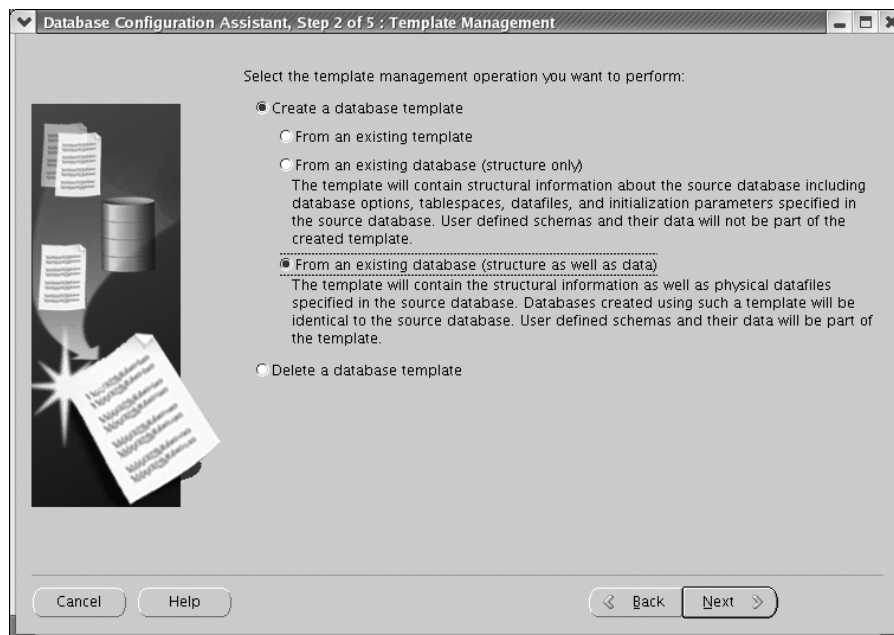 Database Configuration Assistant, Step 2 of 5 : Template Management
Select the template management operation you want to perform:
Create a database template
From an existing template
From an existing database (structure only)
The template will contain structural information about the source database including
database options, tablespaces, datafiles, and initialization parameters specified in
the source database. User defined schemas and their data will not be part of the
created template.
From an existing database (structure as well as data)
The template will contain the structural information as well as physical datafiles
specified in the source database. Databases created using such a template will be
identical to the source database. User defined schemas and their data will be part of
the template.
Delete a database template
Cancel
Help
Back
Next